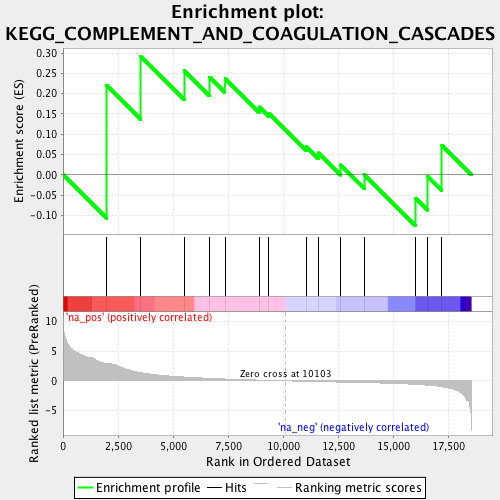 Enrichment plot:
KEGG_COMPLEMENT_AND_COAGULATION_CASCADES
Enrichment score (ES)
0.30
0.25
0.20
0.15
0.10
0.05
0.00
-0.05
-0.10
'na_pos' (positively correlated)
Ranked list metric (PreRanked)
10
5
0
-5
Zero cross at 10103
'na_neg' (negatively correlated)
0 2,500 5,000 7,500 10,000 12,500 15,000 17,500
Rank in Ordered Dataset
Enrichment profile Hits Ranking metric scores